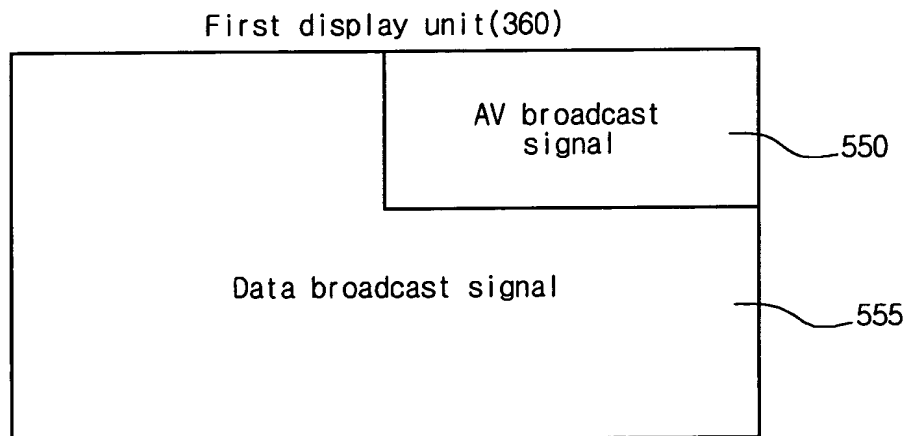 First display unit(360)
AV broadcast
signal
550
Data broadcast signal
555